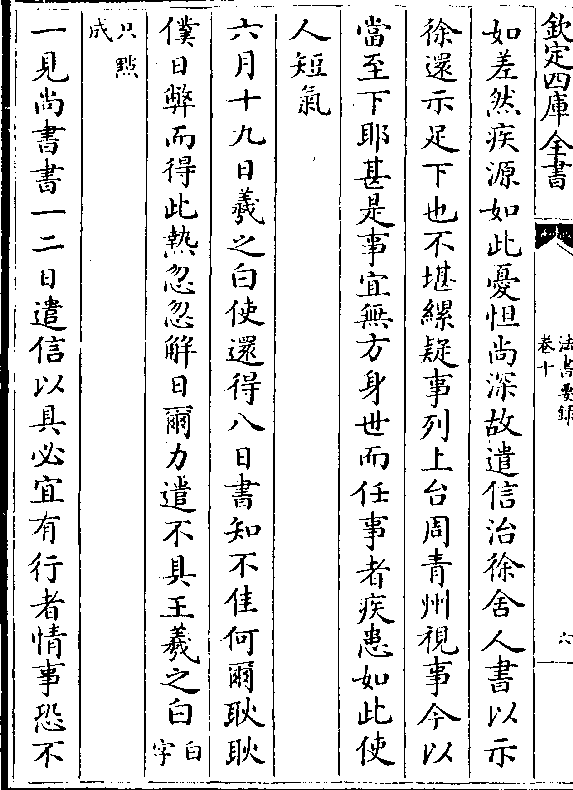 欽定四庫全書
法書要録
卷十
六
如差然疾源如此憂怛尚深故遣信治徐舍人書以示
徐還示足下也不堪縲疑事列上台周青州視事今以
當至下耶甚是事宜無方身世而任事者疾患如此使
人短氣
六月十九日羲之白使還得八日書知不佳何爾耿耿
僕日弊而得此熱忽忽解日爾力遣不具王羲之白白字
只點成
一見尚書書一二日遣信以具必宜有行者情事恐不